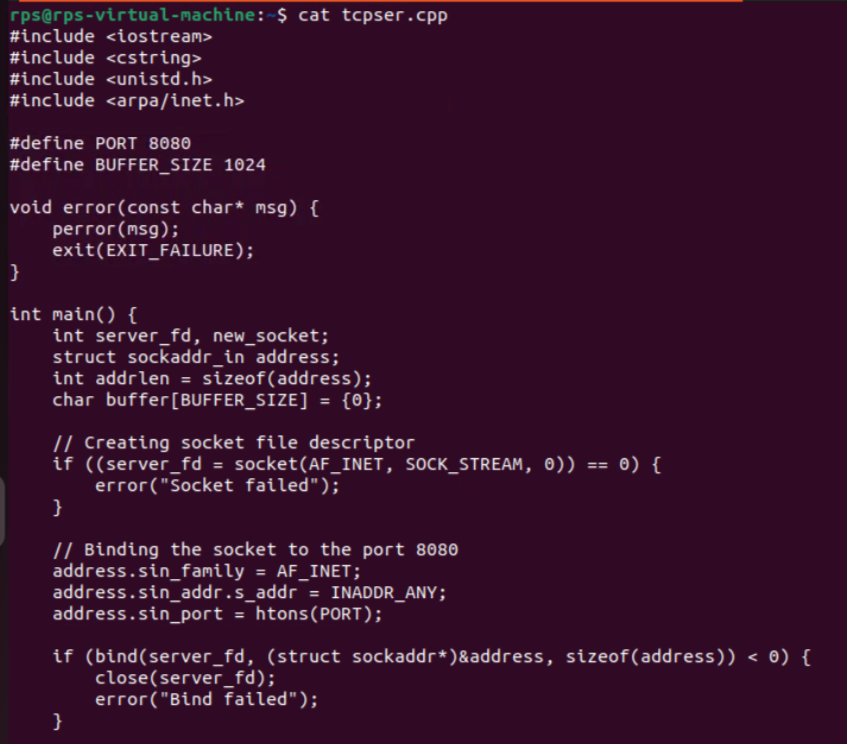 rps@rps-virtual-machine:~$ cat tcpser.cpp
#include <iostream>
#include <cstring>
#include <unistd.h>
#include <arpa/inet.h>

#define PORT 8080
#define BUFFER_SIZE 1024

void error(const char* msg) {
    perror(msg);
    exit(EXIT_FAILURE);
}

int main() {
    int server_fd, new_socket;
    struct sockaddr_in address;
    int addrlen = sizeof(address);
    char buffer[BUFFER_SIZE] = {0};

    // Creating socket file descriptor
    if ((server_fd = socket(AF_INET, SOCK_STREAM, 0)) == 0) {
        error("Socket failed");
    }

    // Binding the socket to the port 8080
    address.sin_family = AF_INET;
    address.sin_addr.s_addr = INADDR_ANY;
    address.sin_port = htons(PORT);

    if (bind(server_fd, (struct sockaddr*)&address, sizeof(address)) < 0) {
        close(server_fd);
        error("Bind failed");
    }